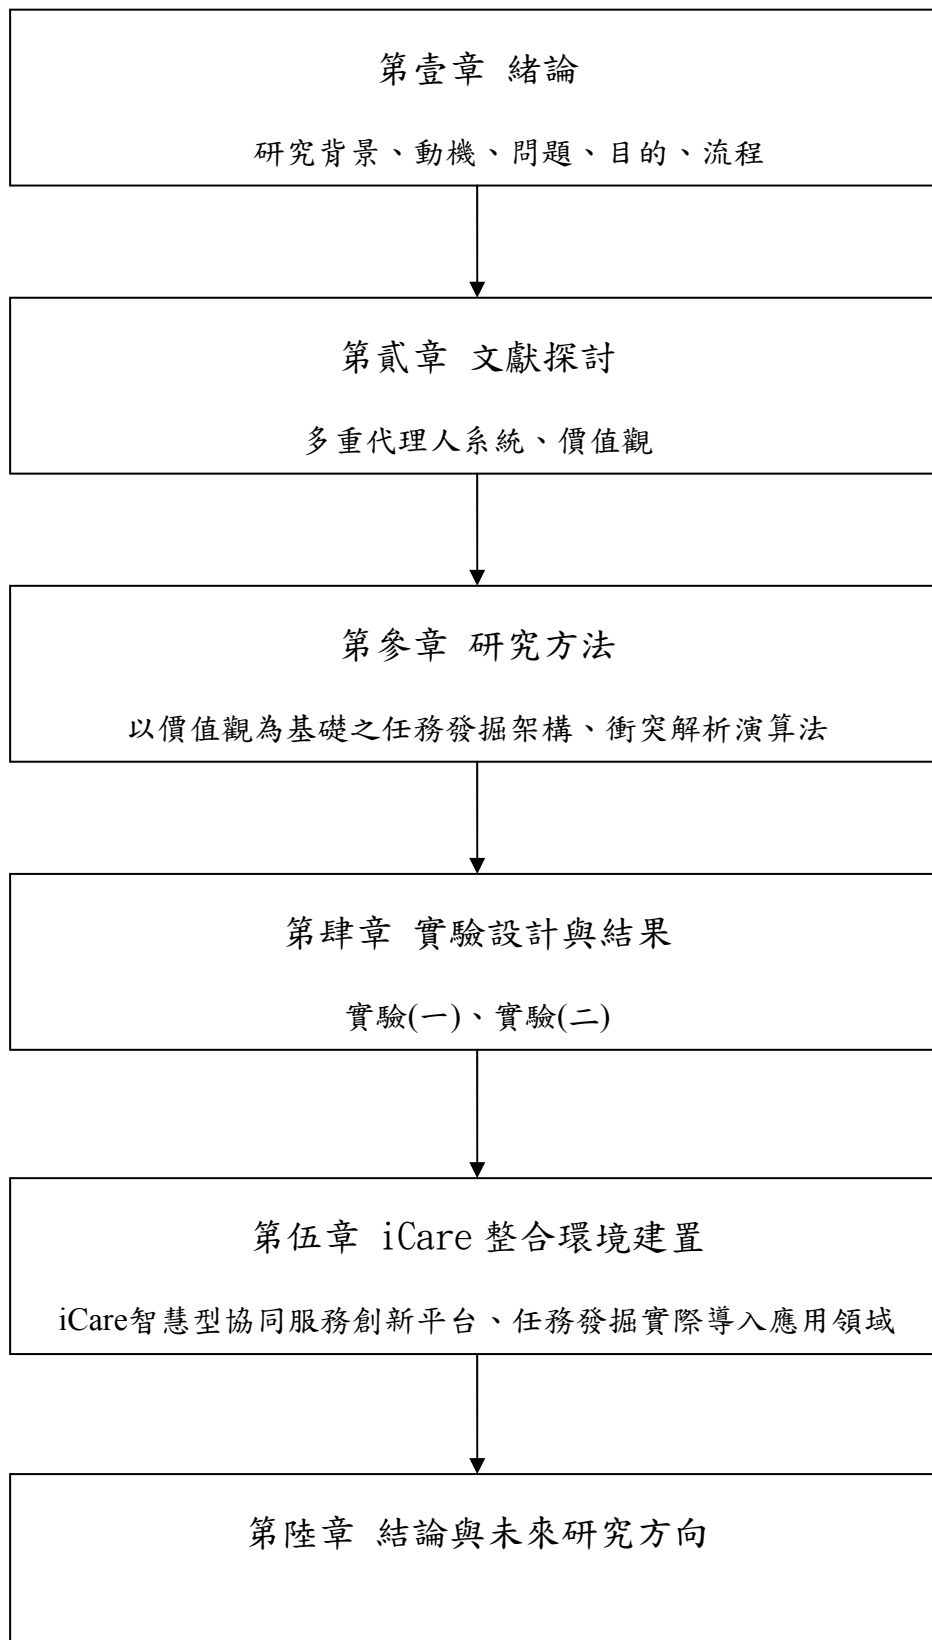 第壹章 緒論
研究背景、動機、問題、目的、流程
第貳章 文獻探討
多重代理人系統、價值觀
第參章 研究方法
以價值觀為基礎之任務發掘架構、衝突解析演算法
第肆章 實驗設計與結果
實驗(一)、實驗(二)
第伍章 iCare 整合環境建置
iCare智慧型協同服務創新平台、任務發掘實際導入應用領域
第陸章 結論與未來研究方向